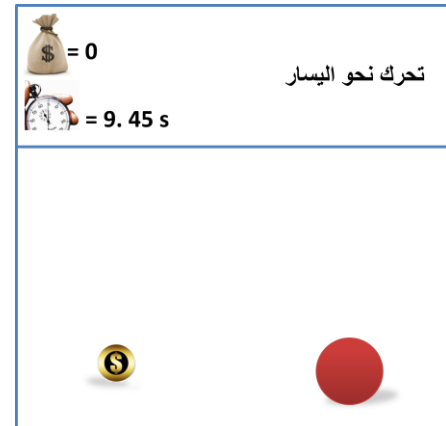 $ = 0
تحرك نحو اليسار
= 9. 45 s
$